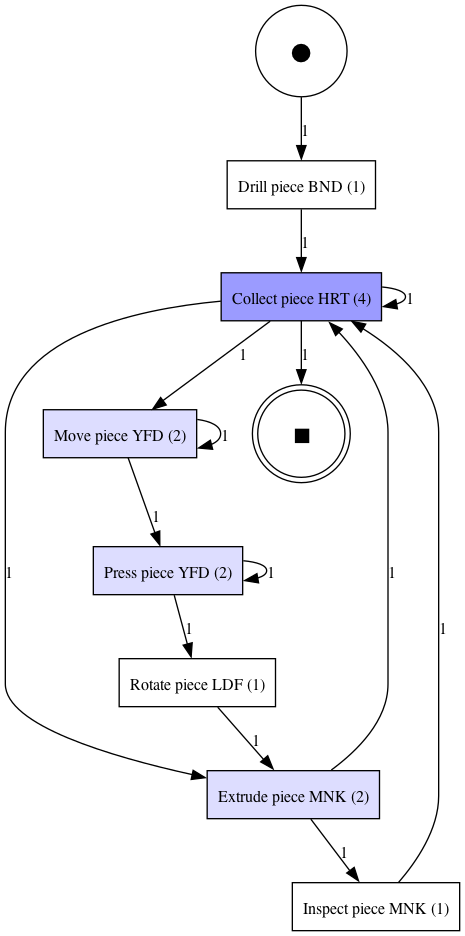 1
Drill piece BND (1)
1
Collect piece HRT (4)
1
1
1
Move piece YFD (2)
1
1
Press piece YFD (2)
1
1
1
1
Rotate piece LDF (1)
1
1
Extrude piece MNK (2)
1
Inspect piece MNK (1)